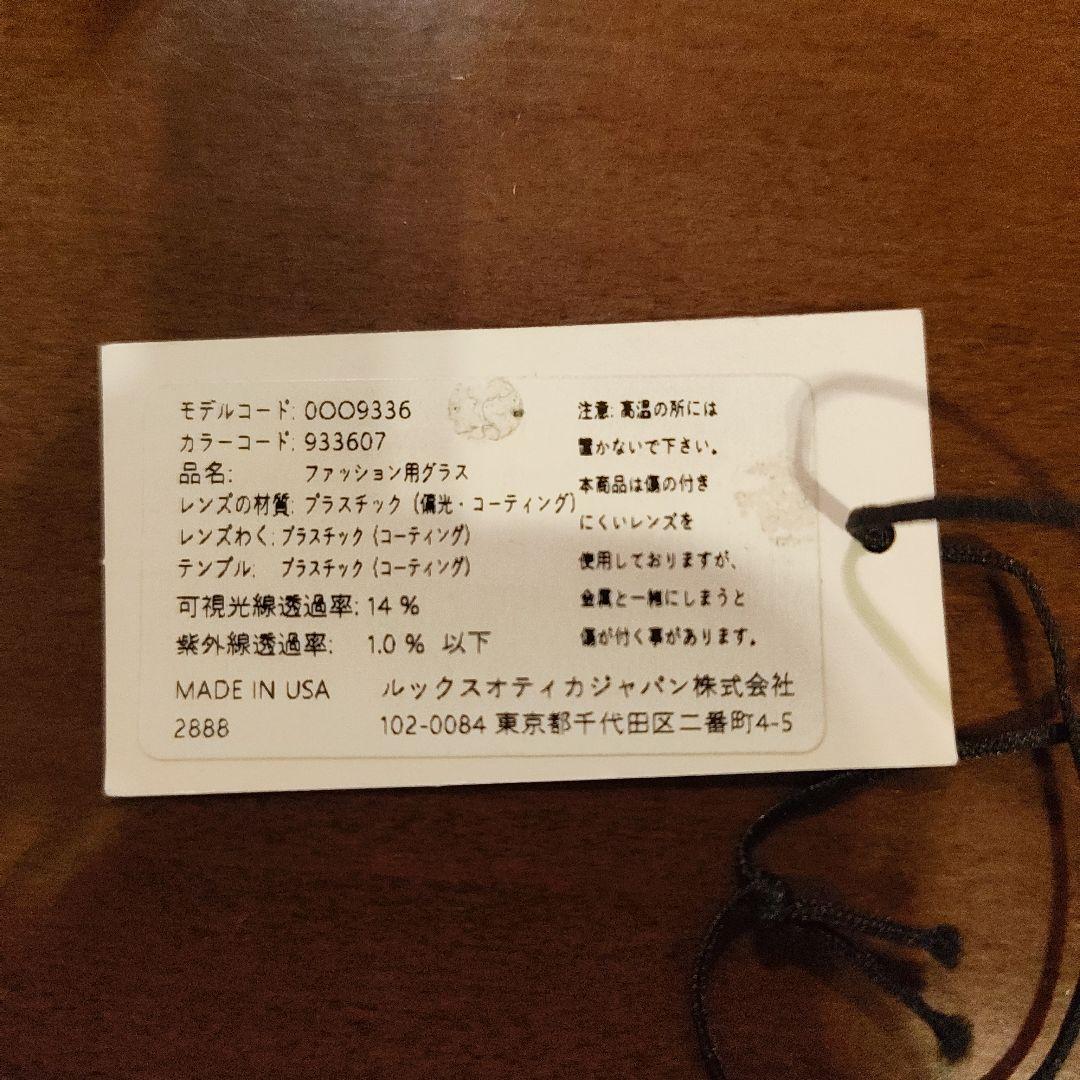 モデルコード: 0OO9336
カラーコード: 933607
品名: ファッション用グラス
レンズの材質: プラスチック (偏光・コーティング)
レンズわく: プラスチック (コーティング)
テンプル: プラスチック (コーティング)
可視光線透過率: 14 %
紫外線透過率: 1.0 % 以下
MADE IN USA
2888
注意: 高温の所には
置かないで下さい。
本商品は傷の付き
にくいレンズを
使用しておりますが、
金属と一緒にしまうと
傷が付く事があります。
ルックスオティカジャパン株式会社
102-0084 東京都千代田区二番町4-5